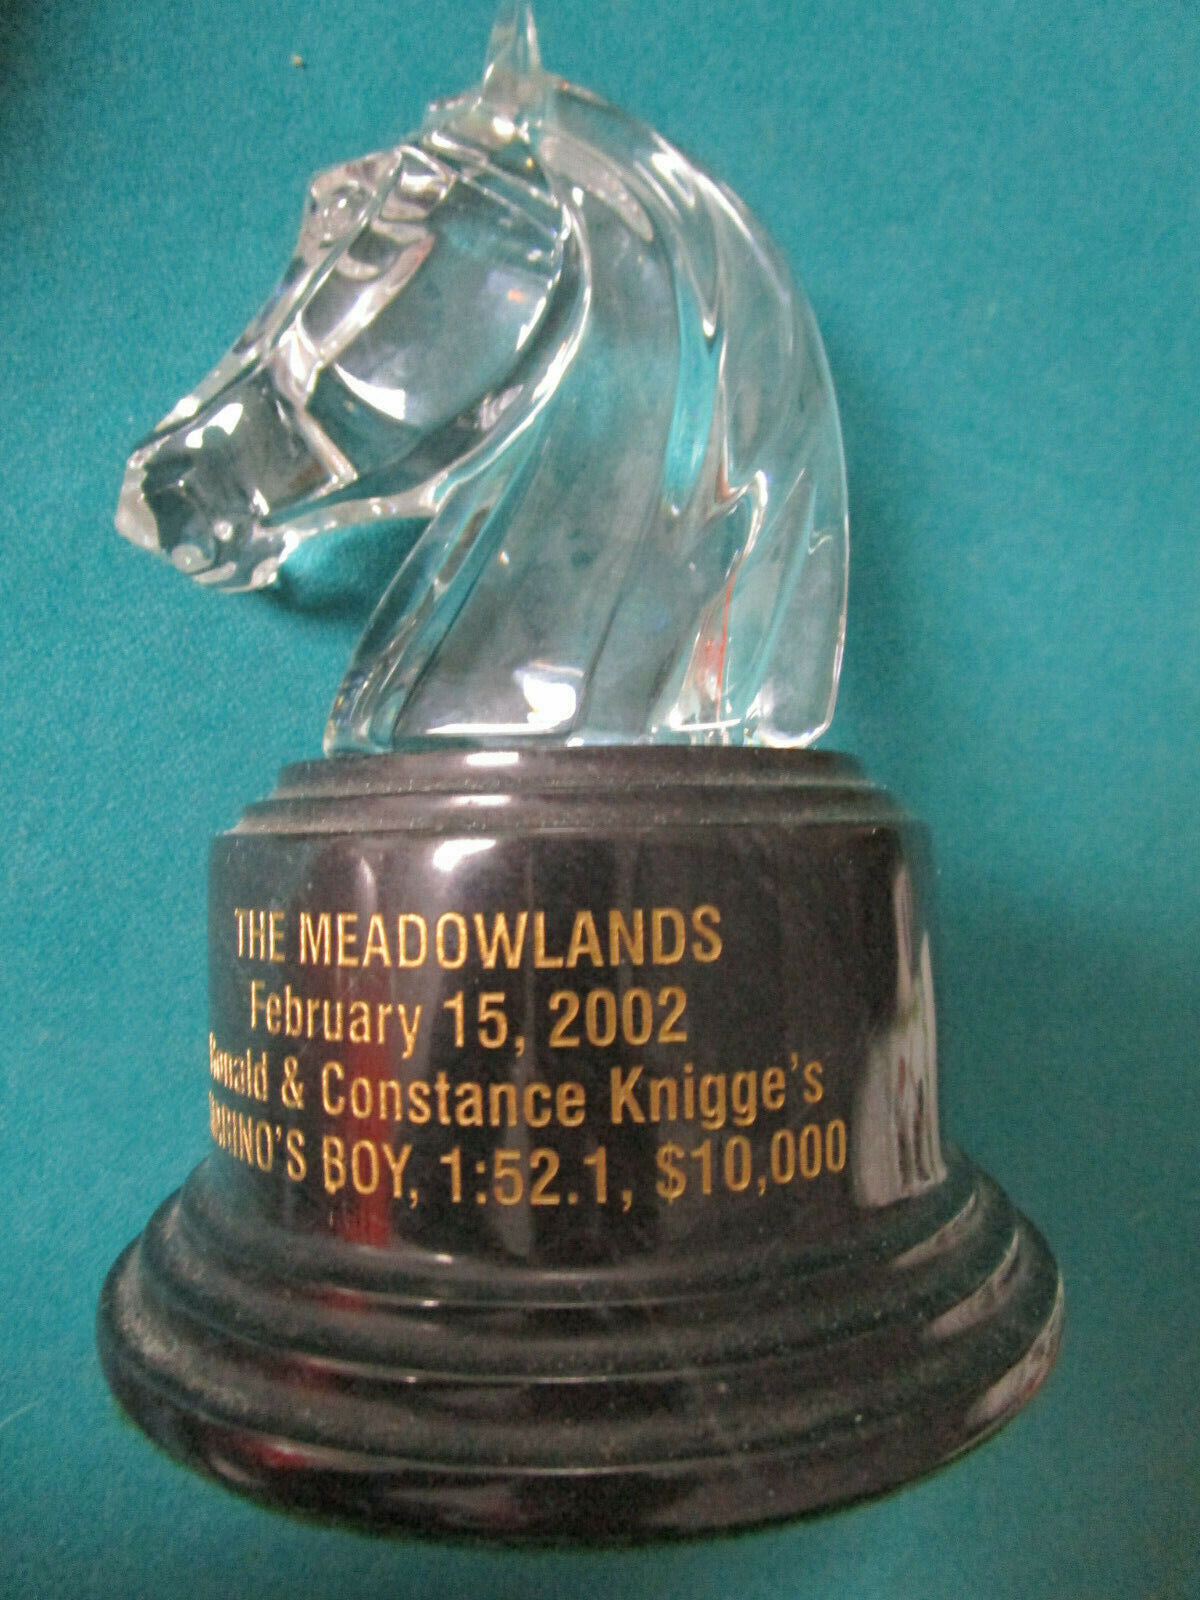 THE MEADOWLANDS
February 15, 2002
& Constance Knigge's
BOY, 1:52.1, $10,000